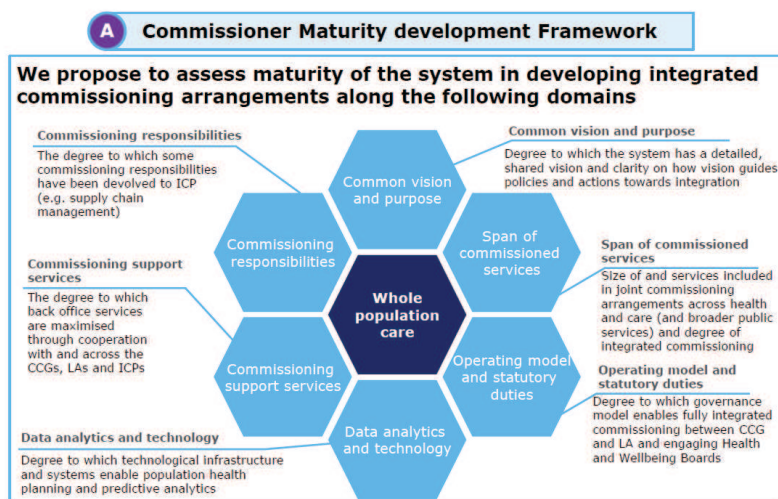 A
Commissioner Maturity development Framework
We propose to assess maturity of the system in developing integrated
commissioning arrangements along the following domains
Commissioning responsibilities
The degree to which some
commissioning responsibilities
have been devolved to ICP
(e.g. supply chain
management)
Common vision and purpose
Degree to which the system has a detailed,
shared vision and clarity on how vision guides
policies and actions towards integration
Common vision
and purpose
Commissioning
responsibilities
Span of
commissioned
services
Span of commissioned
services
Size of and services included
in joint commissioning
arrangements across health
and care (and broader public
services) and degree of
integrated commissioning
Commissioning support
services
The degree to which
back office services
are maximised
through cooperation
with and across the
CCGs, LAs and ICPs
Whole
population
care
Commissioning
support services
Operating model
and statutory
duties
Operating model and
statutory duties
Degree to which governance
model enables fully integrated
commissioning between CCG
and LA and engaging Health
and Wellbeing Boards
Data analytics
and technology
Data analytics and technology
Degree to which technological infrastructure
and systems enable population health
planning and predictive analytics